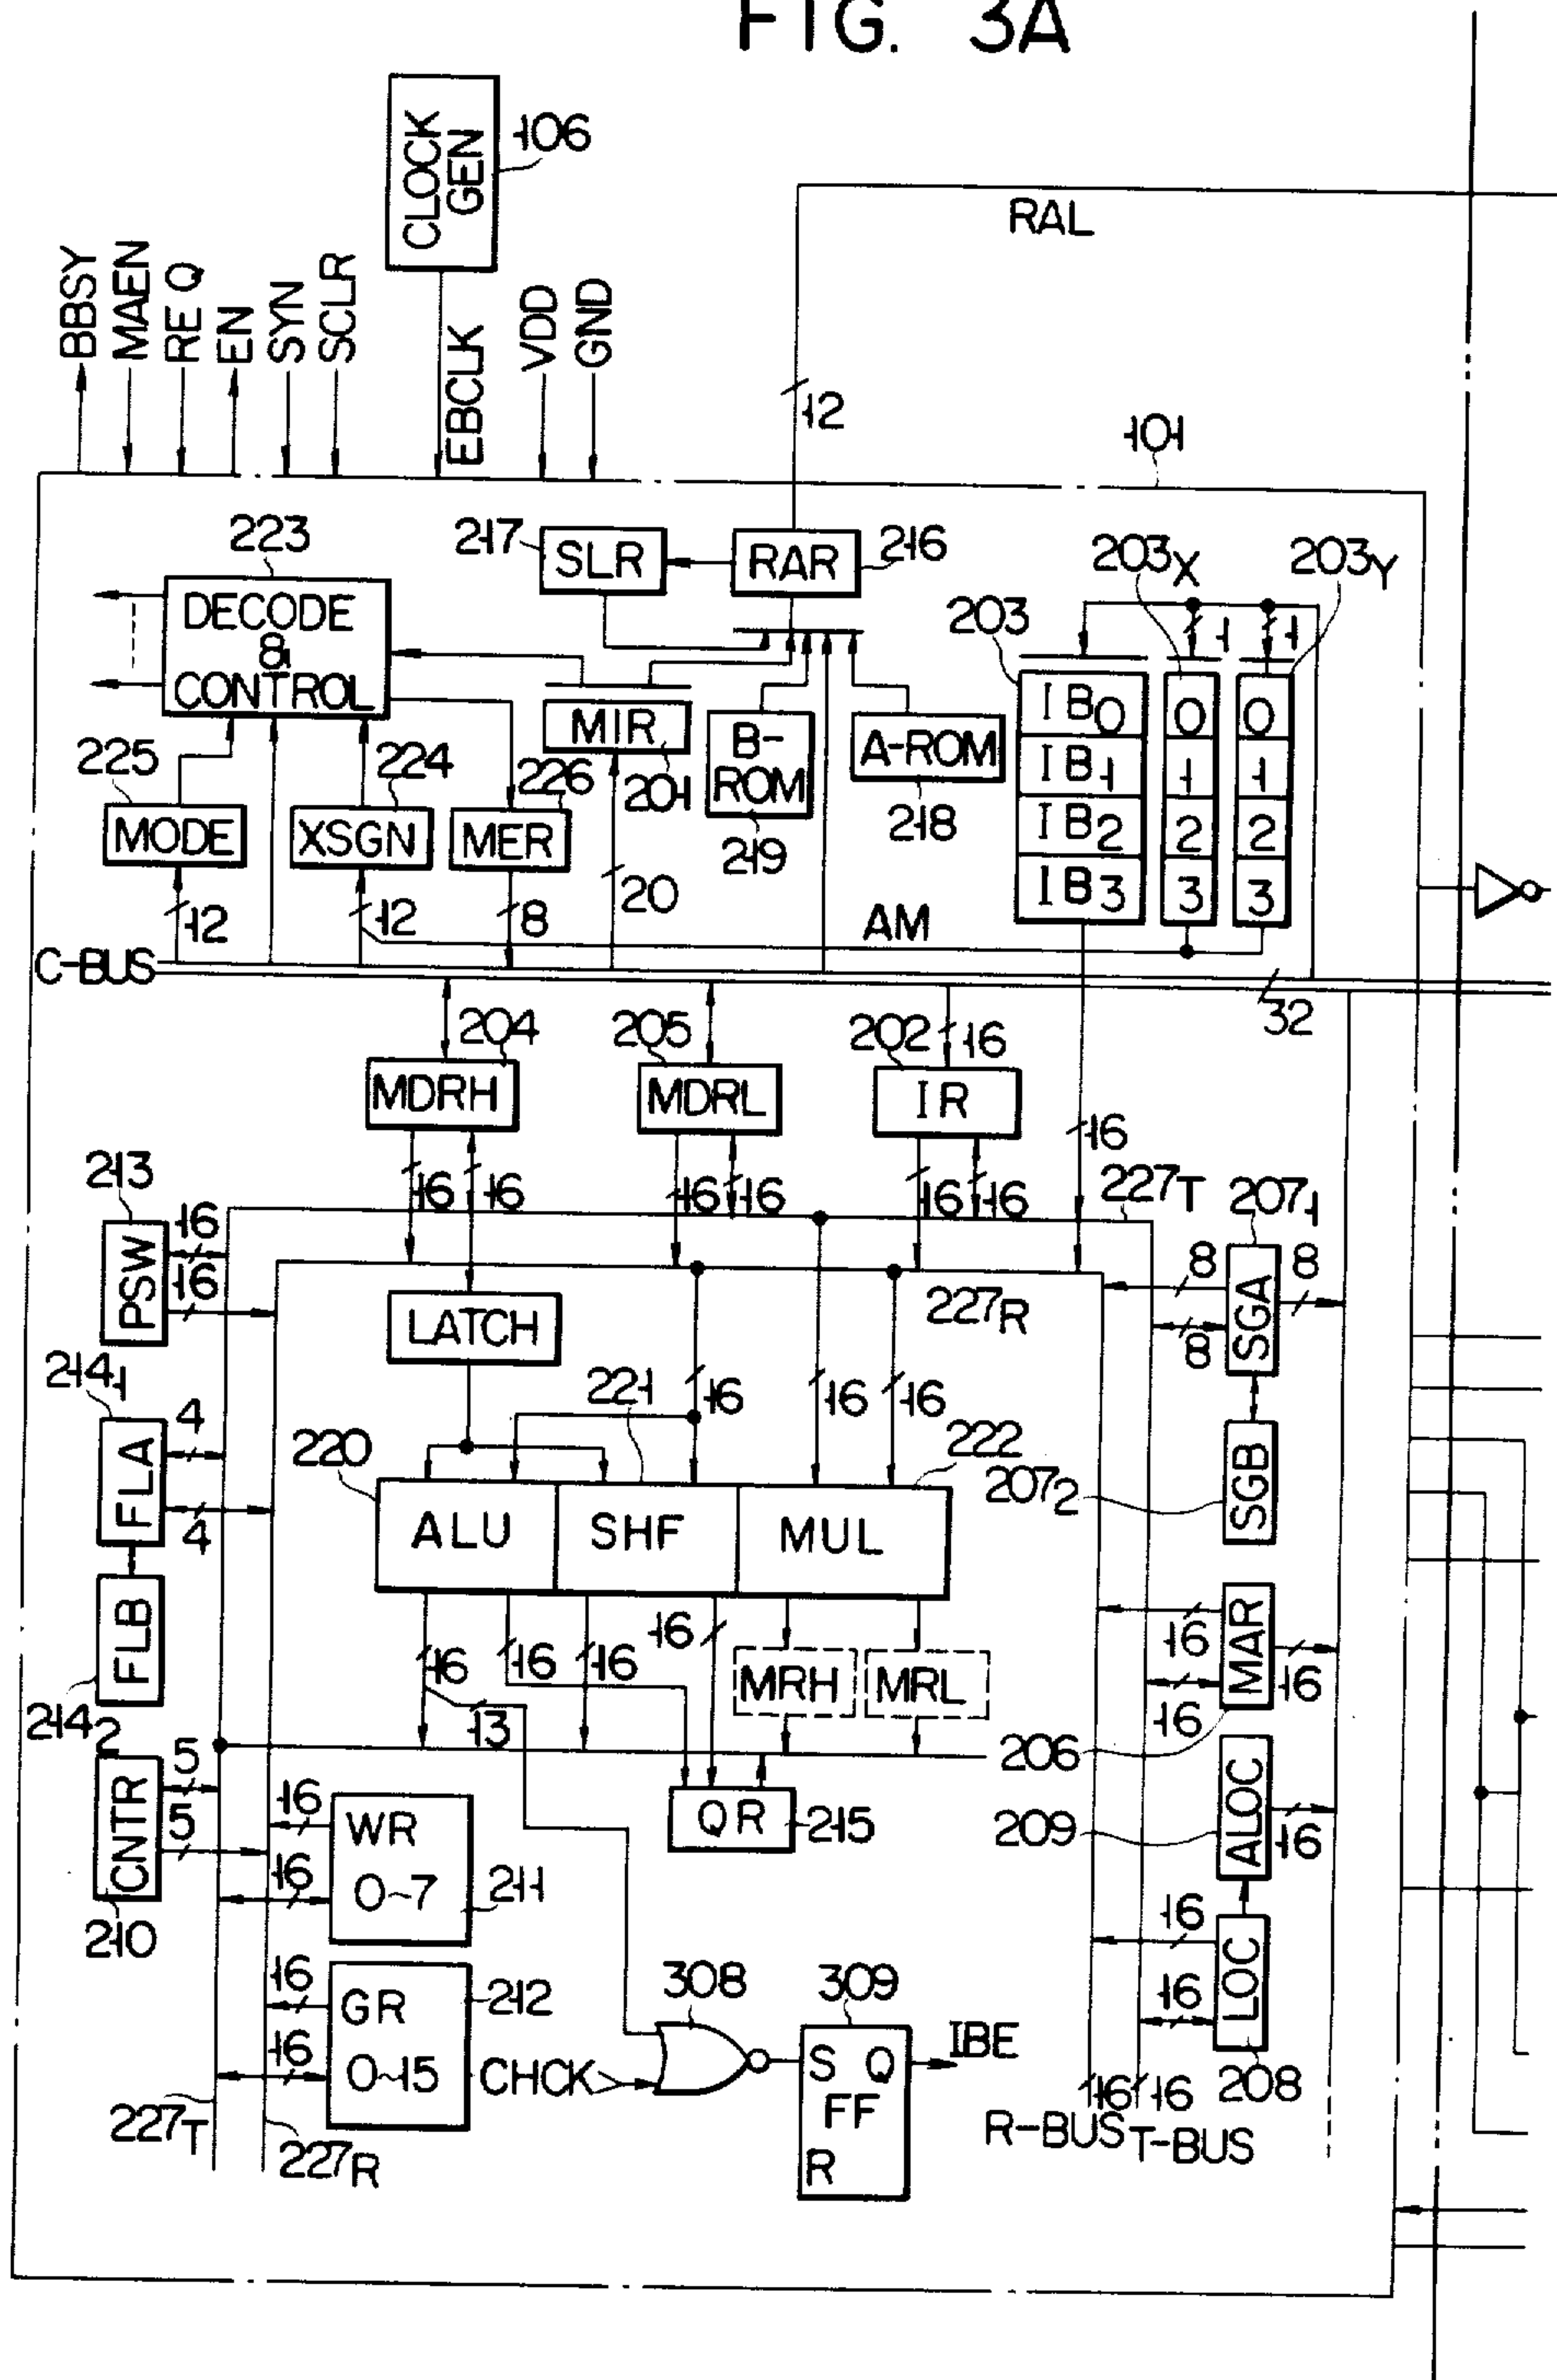 FIG. 3A
CLOCK GEN
106
RAL
BBSY
MAEN
REQ
EN
SYN
SCLR
EBCLK
VDD
GND
12
101
223
217
SLR
RAR
216
203X
203Y
DECODE
&
CONTROL
203
1
1
IB0
0
0
MIR
B-
ROM
A-ROM
225
224
226
201
IB1
1
1
218
MODE
XSGN
MER
219
IB2
2
2
20
IB3
3
3
12
12
8
AM
C-BUS
32
204
205
202
16
MDRH
MDRL
IR
16
213
16
16
16
16
16
16
227T
2071
16
PSW
16
8
SGA
8
227R
LATCH
8
2141
221
16
16
16
4
220
222
FLA
2072
SGB
4
ALU
SHF
MUL
FLB
16
16
16
16
MRH
MRL
16
MAR
16
2142
13
16
206
5
CNTR
16
WR
QR
215
209
ALOC
16
5
16
0~7
211
210
16
16
308
309
LOC
GR
212
16
16
0~15
CHCK
S
Q
IBE
FF
R
16
16
208
227T
R-BUS
T-BUS
227R